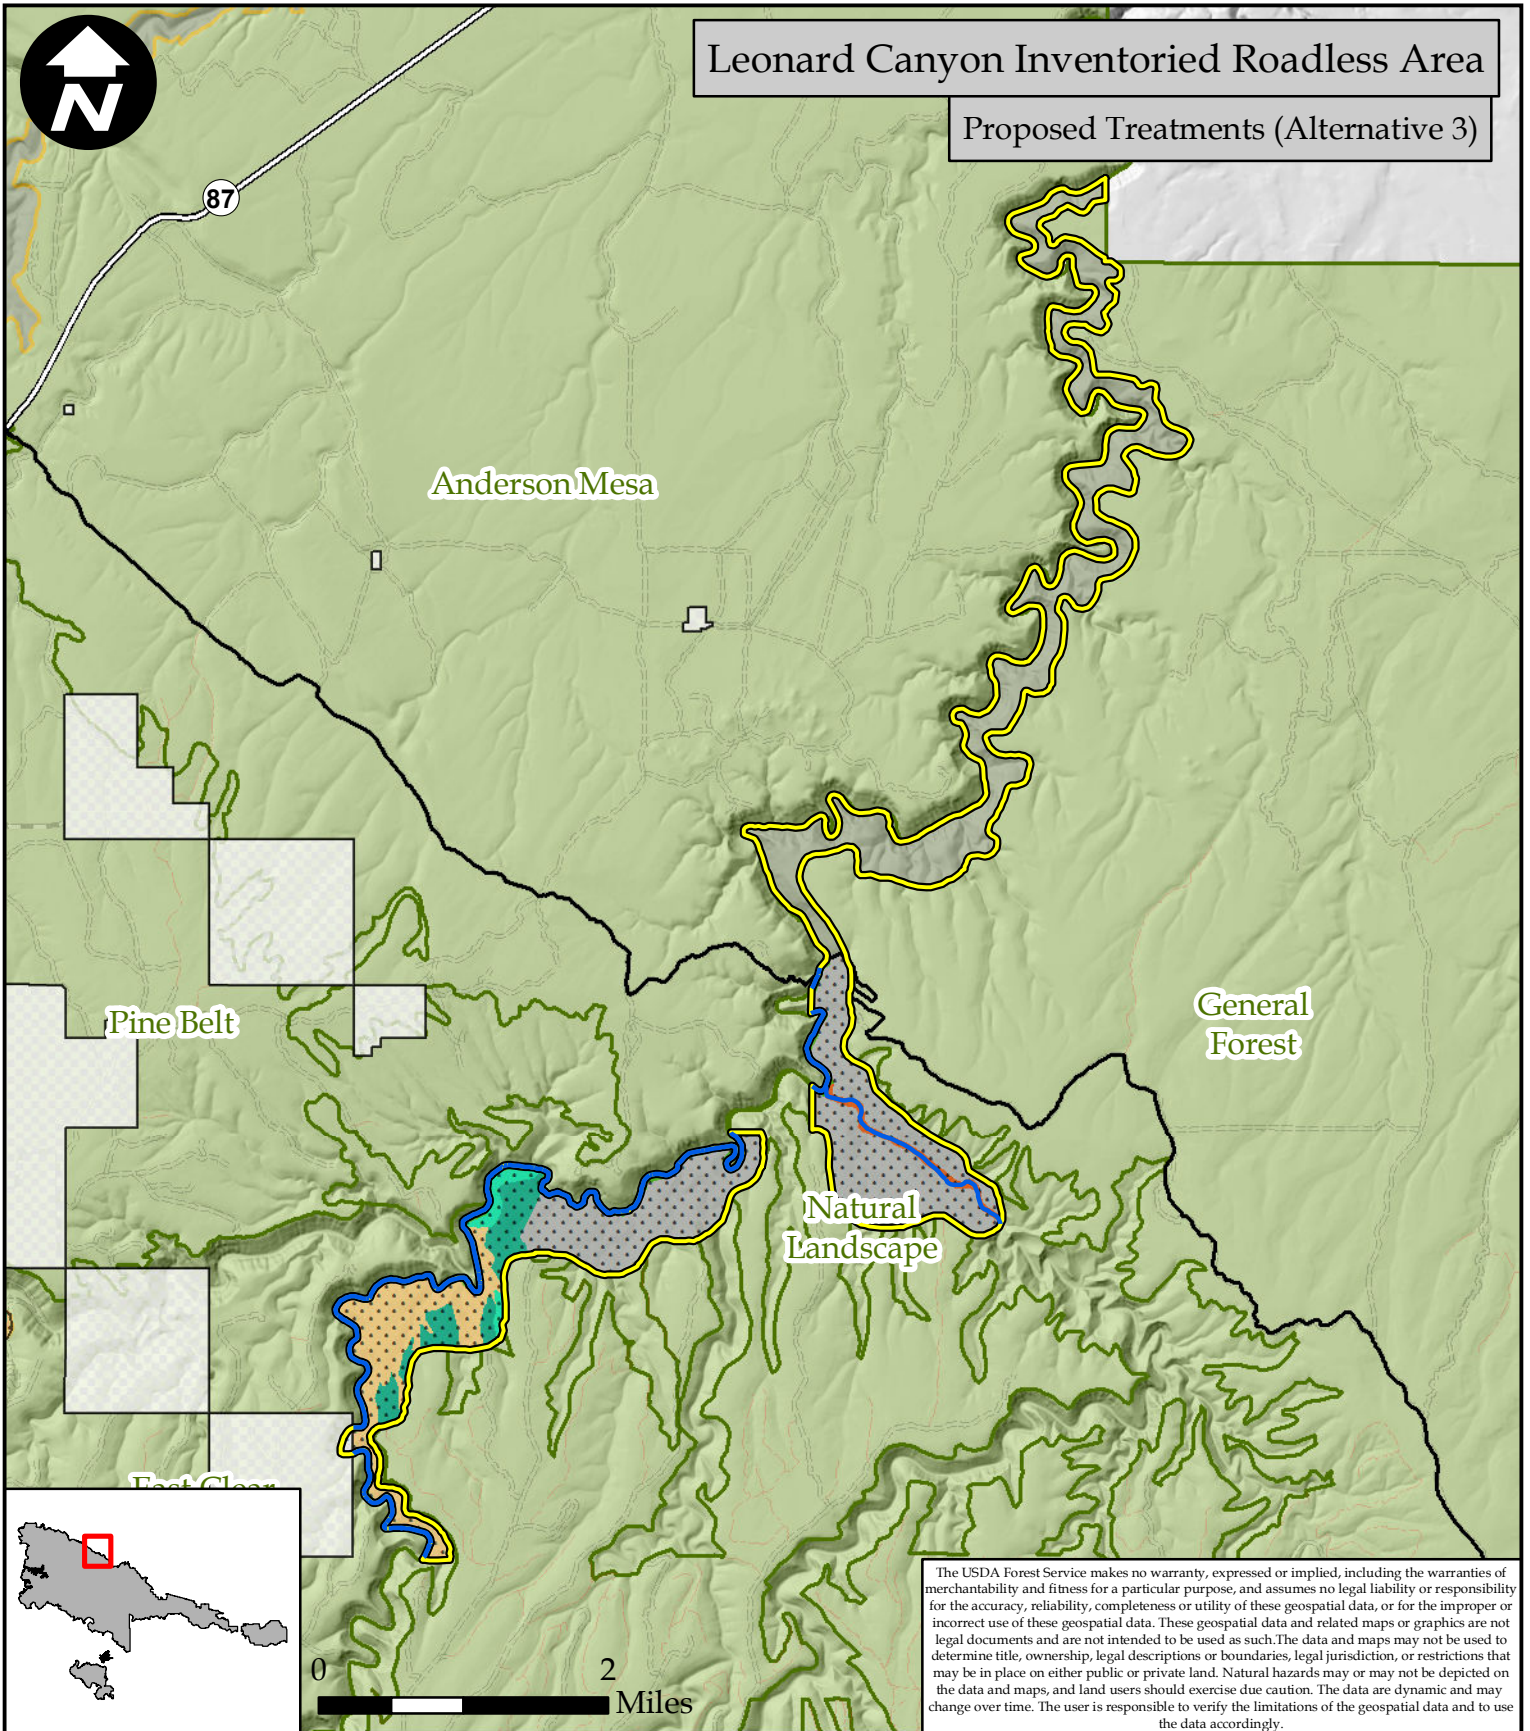 N
Leonard Canyon Inventoried Roadless Area
Proposed Treatments (Alternative 3)
87
Anderson Mesa
Pine Belt
General
Forest
Natural
Landscape
East Clear
0 2
Miles
The USDA Forest Service makes no warranty, expressed or implied, including the warranties of
merchantability and fitness for a particular purpose, and assumes no legal liability or responsibility
for the accuracy, reliability, completeness or utility of these geospatial data, or for the improper or
incorrect use of these geospatial data. These geospatial data and related maps or graphics are not
legal documents and are not intended to be used as such.The data and maps may not be used to
determine title, ownership, legal descriptions or boundaries, legal jurisdiction, or restrictions that
may be in place on either public or private land. Natural hazards may or may not be depicted on
the data and maps, and land users should exercise due caution. The data are dynamic and may
change over time. The user is responsible to verify the limitations of the geospatial data and to use
the data accordingly.